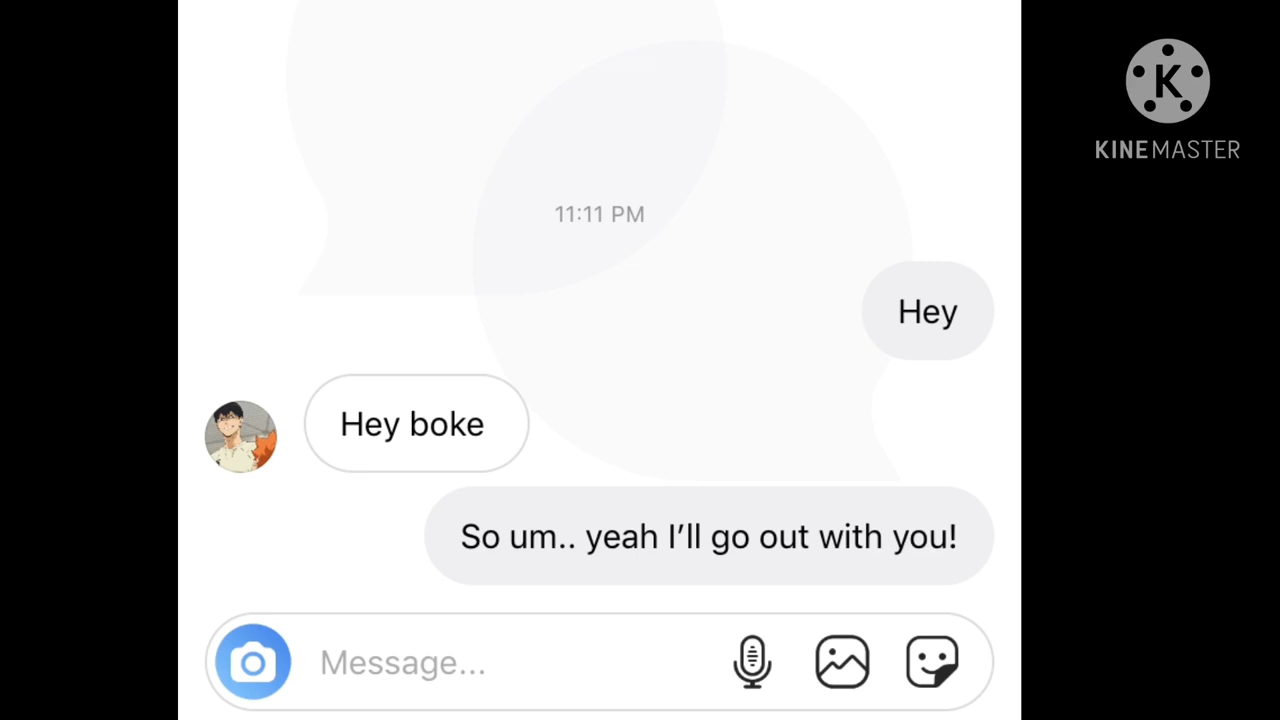 K
KINEMASTER
11:11 PM
Hey
Hey boke
So um.. yeah I’ll go out with you!
Message...